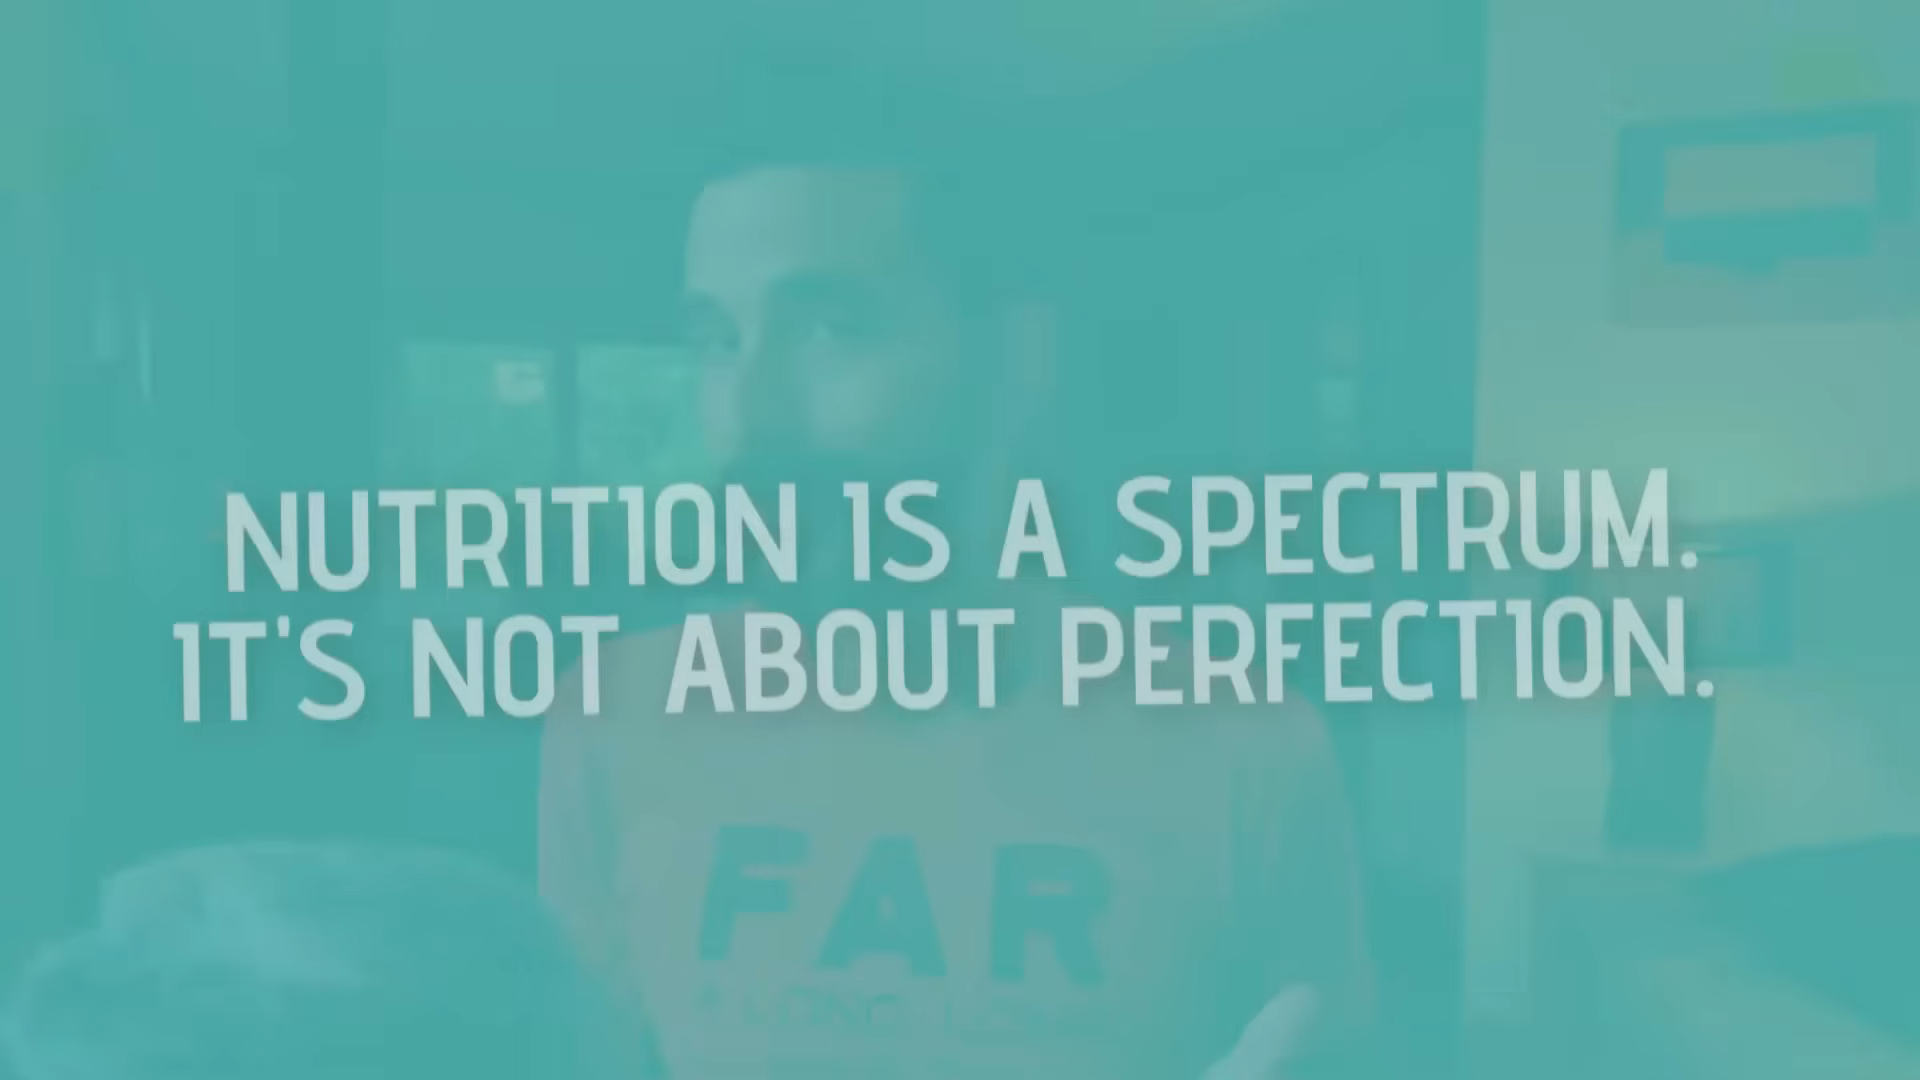 NUTRITION IS A SPECTRUM.
IT'S NOT ABOUT PERFECTION.
FAR